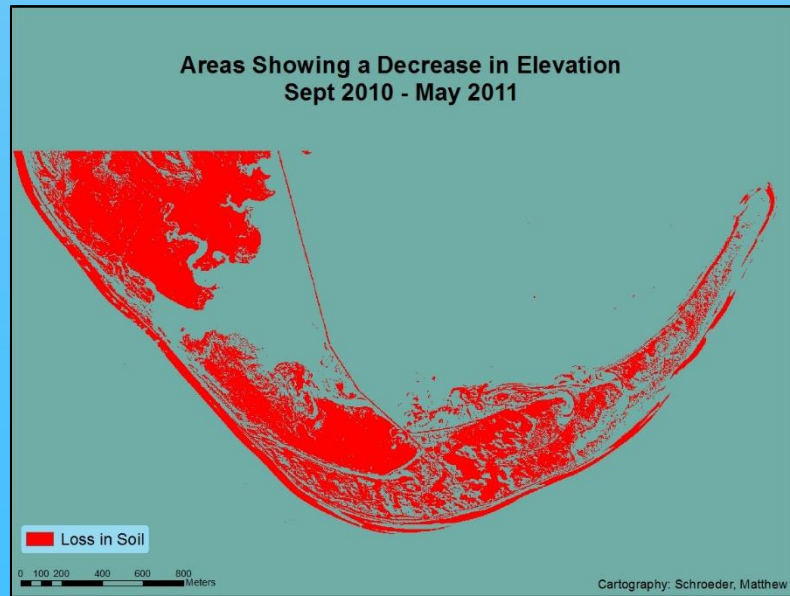 Areas Showing a Decrease in Elevation
Sept 2010 - May 2011
Loss in Soil
0 100 200 400 600 800
Meters
Cartography: Schroeder, Matthew